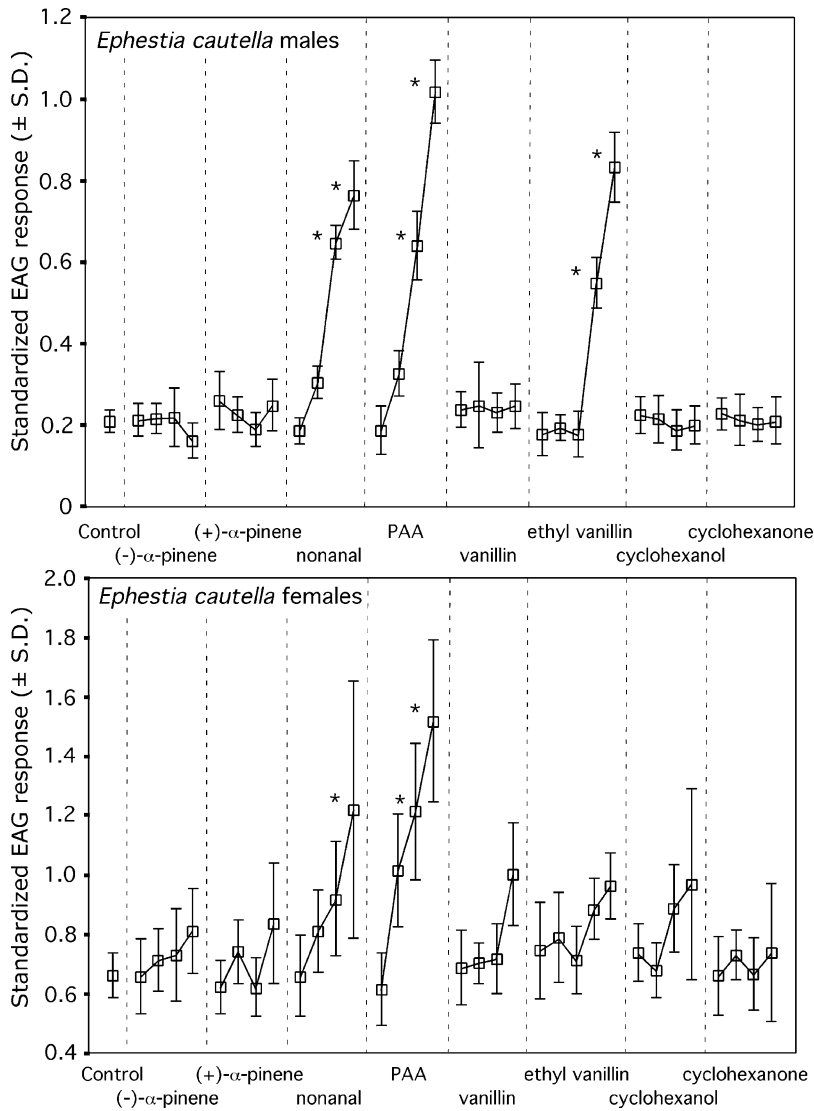 Ephestia cautella males
Standardized EAG response (± S.D.)
1.2
1.0
0.8
0.6
0.4
0.2
0
* * * * * *
Control (+)-α-pinene PAA ethyl vanillin cyclohexanone
(-)-α-pinene nonanal vanillin cyclohexanol
Ephestia cautella females
Standardized EAG response (± S.D.)
2.0
1.8
1.6
1.4
1.2
1.0
0.8
0.6
0.4
* * *
Control (+)-α-pinene PAA ethyl vanillin cyclohexanone
(-)-α-pinene nonanal vanillin cyclohexanol